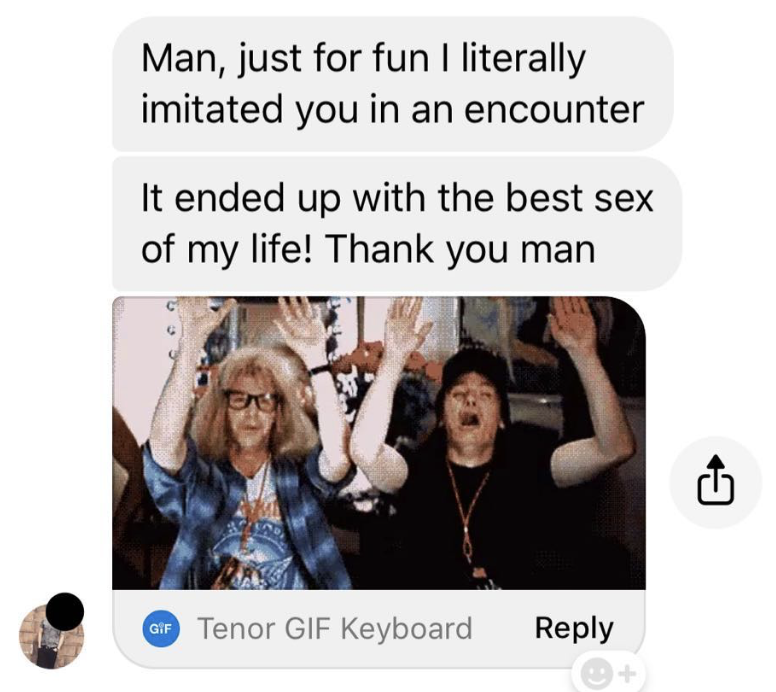 Man, just for fun I literally
imitated you in an encounter
It ended up with the best sex
of my life! Thank you man
GIF Tenor GIF Keyboard Reply